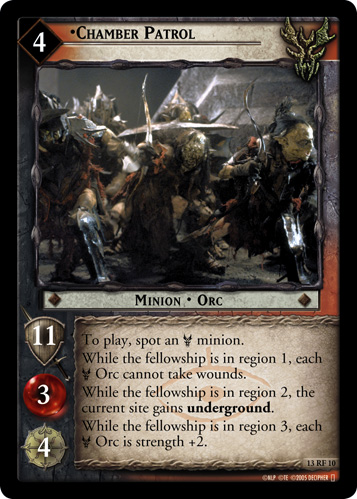 4
•Chamber Patrol
Minion • Orc
11
3
4
To play, spot an minion.
While the fellowship is in region 1, each
Orc cannot take wounds.
While the fellowship is in region 2, the
current site gains underground.
While the fellowship is in region 3, each
Orc is strength +2.
13 RF 10
©NLP ©TE ©2005 DECIPHER